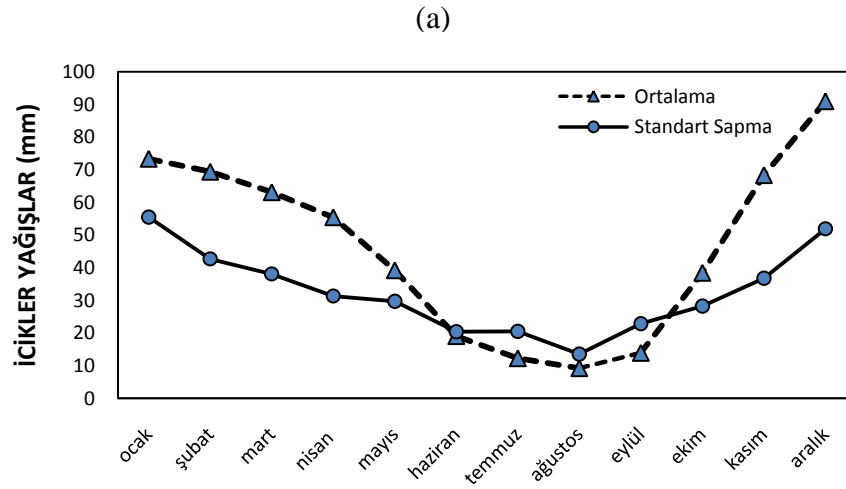 (a)
100
90
80
70
60
50
40
30
20
10
0
İCİKLER YAĞIŞLAR (mm)
Ortalama
Standart Sapma
ocak
şubat
mart
nisan
mayıs
haziran
temmuz
ağustos
eylül
ekim
kasım
aralık